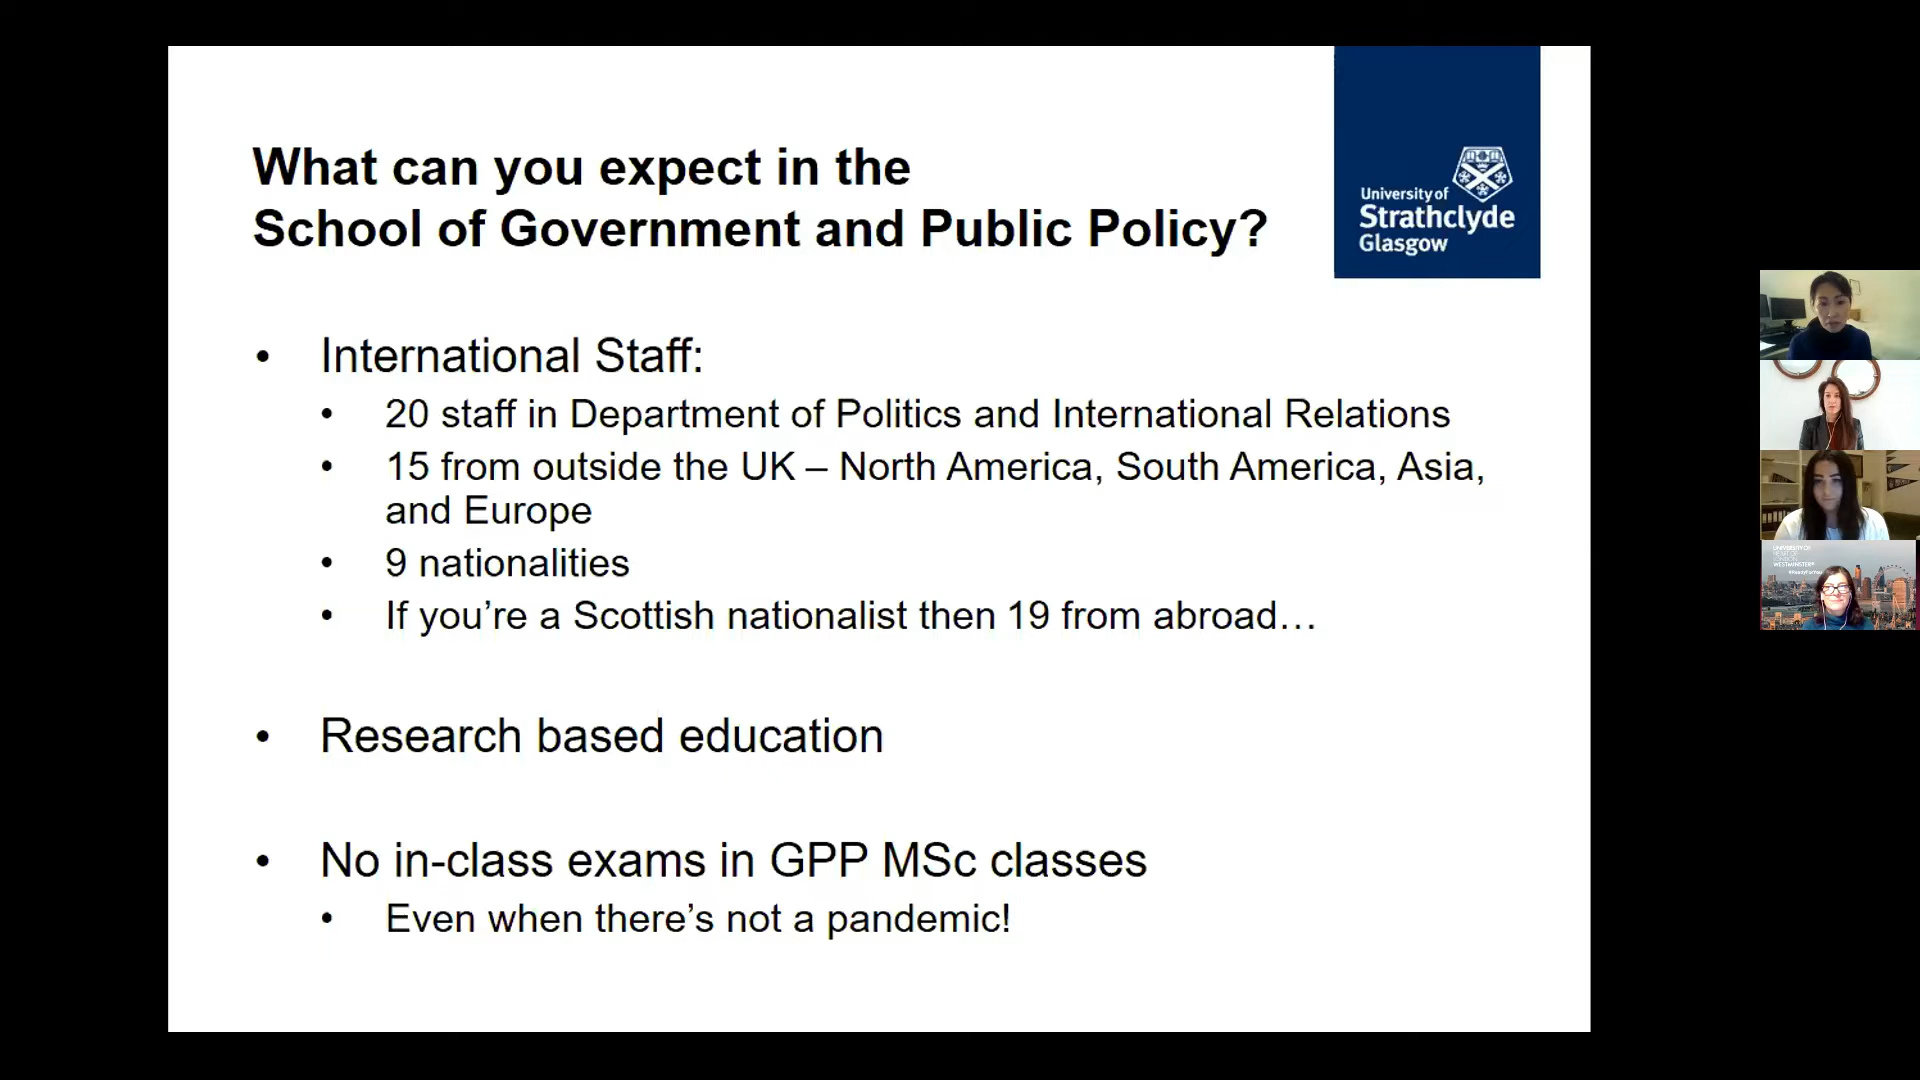 What can you expect in the
School of Government and Public Policy?
University of
Strathclyde
Glasgow
• International Staff:
• 20 staff in Department of Politics and International Relations
• 15 from outside the UK – North America, South America, Asia,
and Europe
• 9 nationalities
• If you’re a Scottish nationalist then 19 from abroad…
• Research based education
• No in-class exams in GPP MSc classes
• Even when there’s not a pandemic!
UNIVERSITY OF
WESTMINSTER